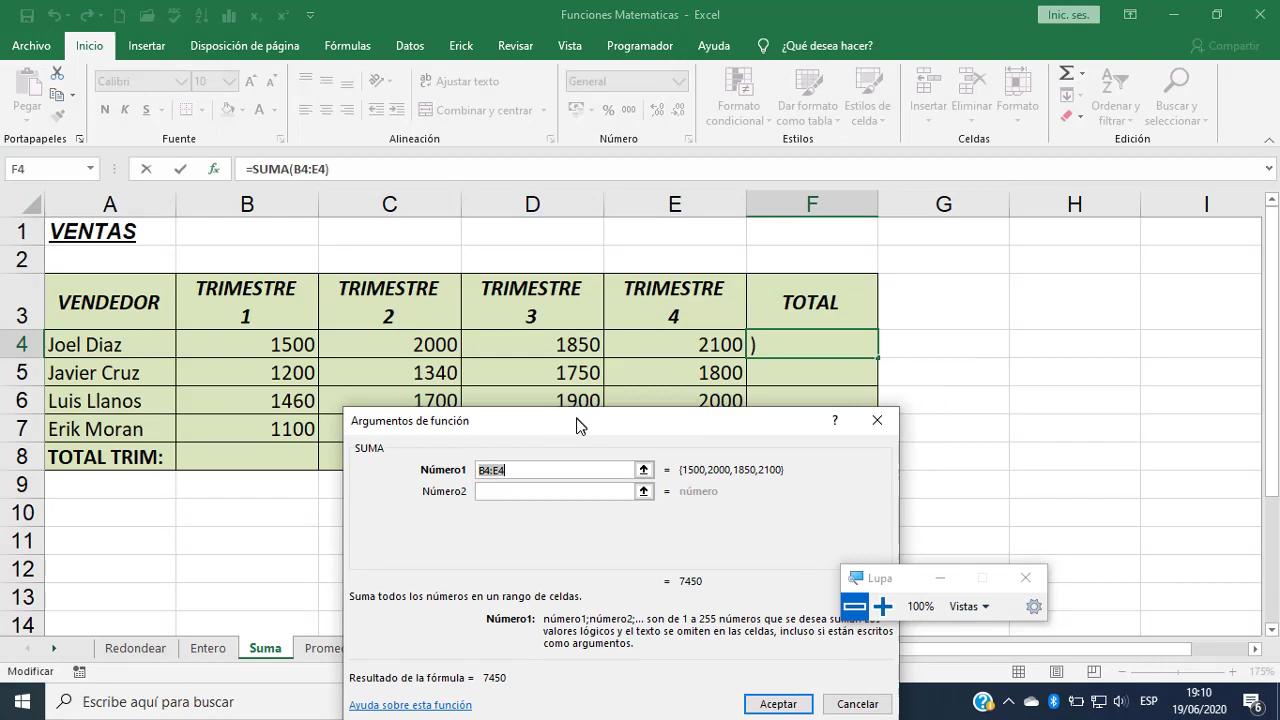 Funciones Matematicas - Excel
Inic. ses.
Archivo Inicio Insertar Disposición de página Fórmulas Datos Erick Revisar Vista Programador Ayuda ¿Qué desea hacer? Compartir
Pegar
Calibri 10
N K S
Ajustar texto
Combinar y centrar
General
% 000
Formato condicional
Dar formato como tabla
Estilos de celda
Insertar Eliminar Formato
Ordenar y filtrar
Buscar y seleccionar
Portapapeles Fuente Alineación Número Estilos Celdas Edición
F4 fx =SUMA(B4:E4)
A B C D E F G H I
1 VENTAS
2
3 VENDEDOR TRIMESTRE 1 TRIMESTRE 2 TRIMESTRE 3 TRIMESTRE 4 TOTAL
4 Joel Diaz 1500 2000 1850 2100 )
5 Javier Cruz 1200 1340 1750 1800
6 Luis Llanos 1460 1700 1900 2000
7 Erik Moran 1100
8 TOTAL TRIM:
9
10
11
12
13
14
Argumentos de función ?
SUMA
Número1 B4:E4 = {1500,2000,1850,2100}
Número2 = número
= 7450
Suma todos los números en un rango de celdas.
Número1: número1;número2;... son de 1 a 255 números que se desea
valores lógicos y el texto se omiten en las celdas, incluso si están escritos
como argumentos.
Resultado de la fórmula = 7450
Ayuda sobre esta función
Aceptar Cancelar
Lupa
100% Vistas
Redondear Entero Suma
Modificar 175%
Escribe aquí para buscar
ESP
19:10
19/06/2020
6